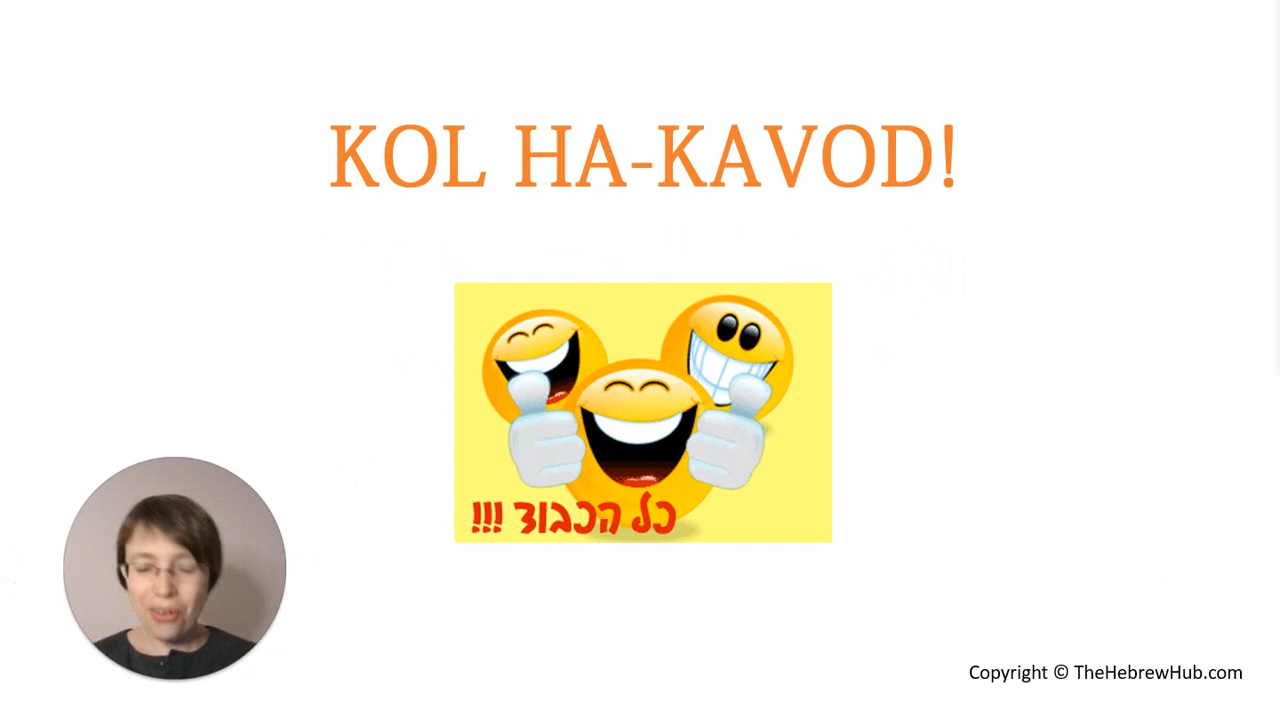 KOL HA-KAVOD!
כל הכבוד !!!
Copyright © TheHebrewHub.com